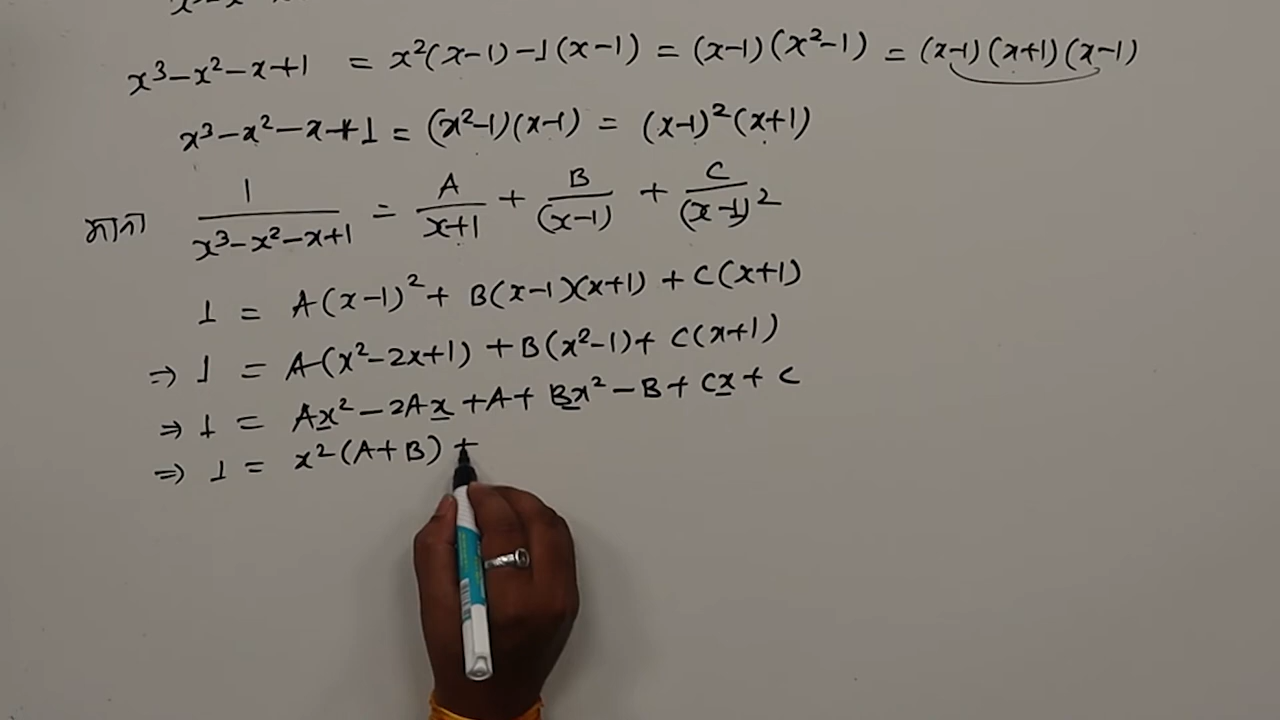 x³-x²-x+1 = x²(x-1)-1(x-1) = (x-1)(x²-1) = (x-1)(x+1)(x-1)
x³-x²-x+1 = (x²-1)(x-1) = (x-1)²(x+1)
माना 1/(x³-x²-x+1) = A/(x+1) + B/(x-1) + C/(x-1)²
1 = A(x-1)² + B(x-1)(x+1) + C(x+1)
⇒ 1 = A(x²-2x+1) + B(x²-1) + C(x+1)
⇒ 1 = Ax² - 2Ax + A + Bx² - B + Cx + C
⇒ 1 = x²(A+B) +